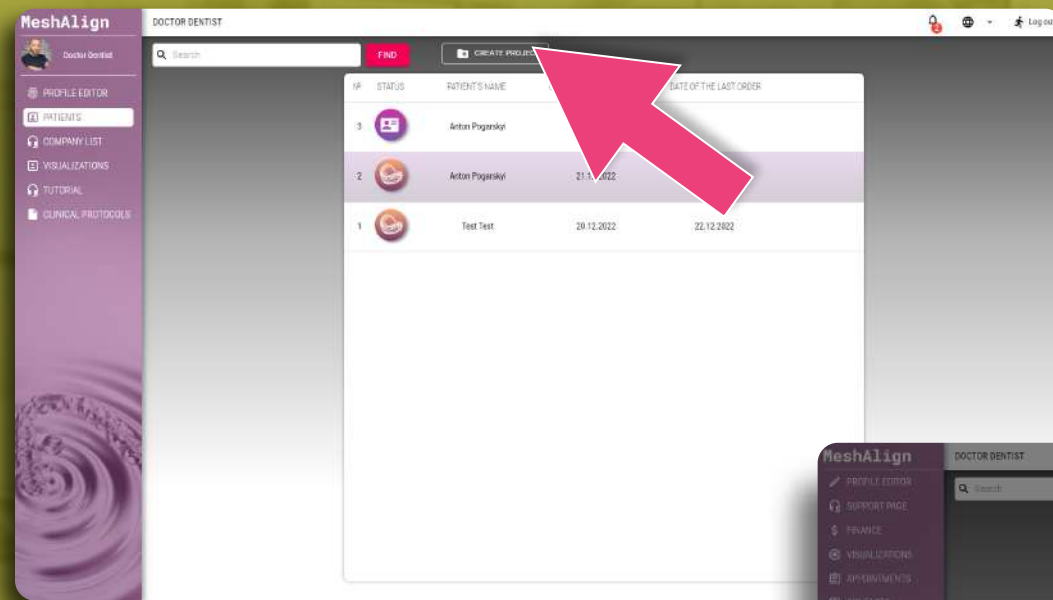 MeshAlign
DOCTOR DENTIST
Log out
Doctor Dentist
Search
FIND
CREATE PROJEC
PROFILE EDITOR
PATIENTS
COMPANY LIST
VISUALIZATIONS
TUTORIAL
CLINICAL PROTOCOLS
№ STATUS PATIENT'S NAME DATE OF THE LAST ORDER
3 Anton Poganskyi
2 Anton Poganskyi
1 Test Test 20.12.2022 22.12.2022
MeshAlign
DOCTOR DENTIST
PROFILE EDITOR
Search
SUPPORT PAGE
FINANCE
VISUALIZATIONS
APPOINTMENTS